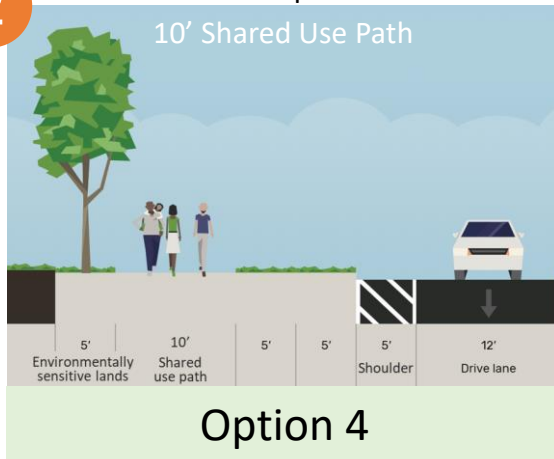 10’ Shared Use Path
5’ 10’ 5’ 5’ 5’ 12’
Environmentally sensitive lands
Shared use path
Shoulder
Drive lane
Option 4